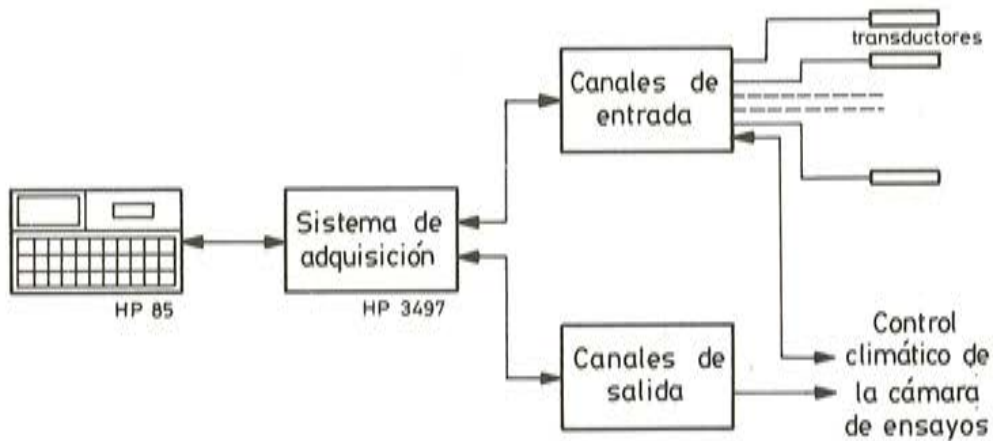 HP 85
Sistema de
adquisición
HP 3497
Canales de
entrada
transductores
Canales de
salida
Control
climático de
la cámara
de ensayos